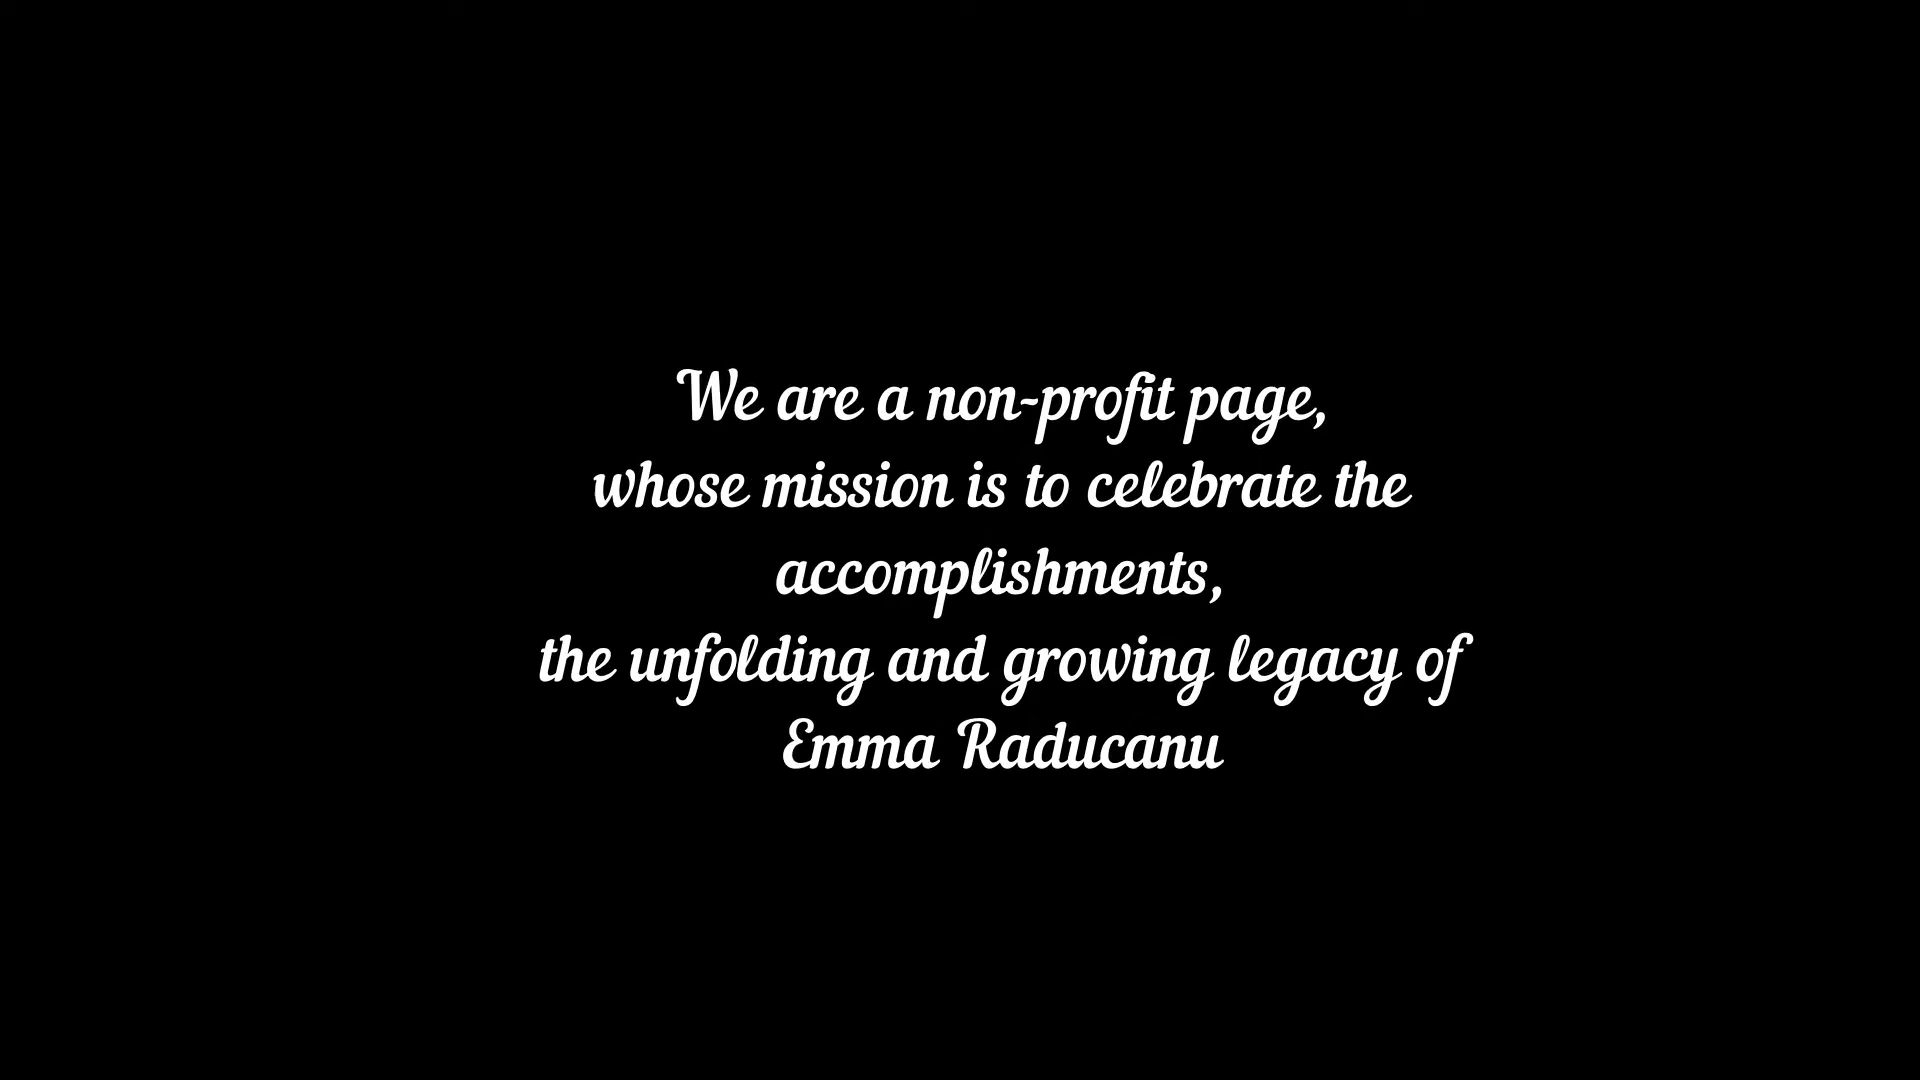 We are a non-profit page,
whose mission is to celebrate the
accomplishments,
the unfolding and growing legacy of
Emma Raducanu